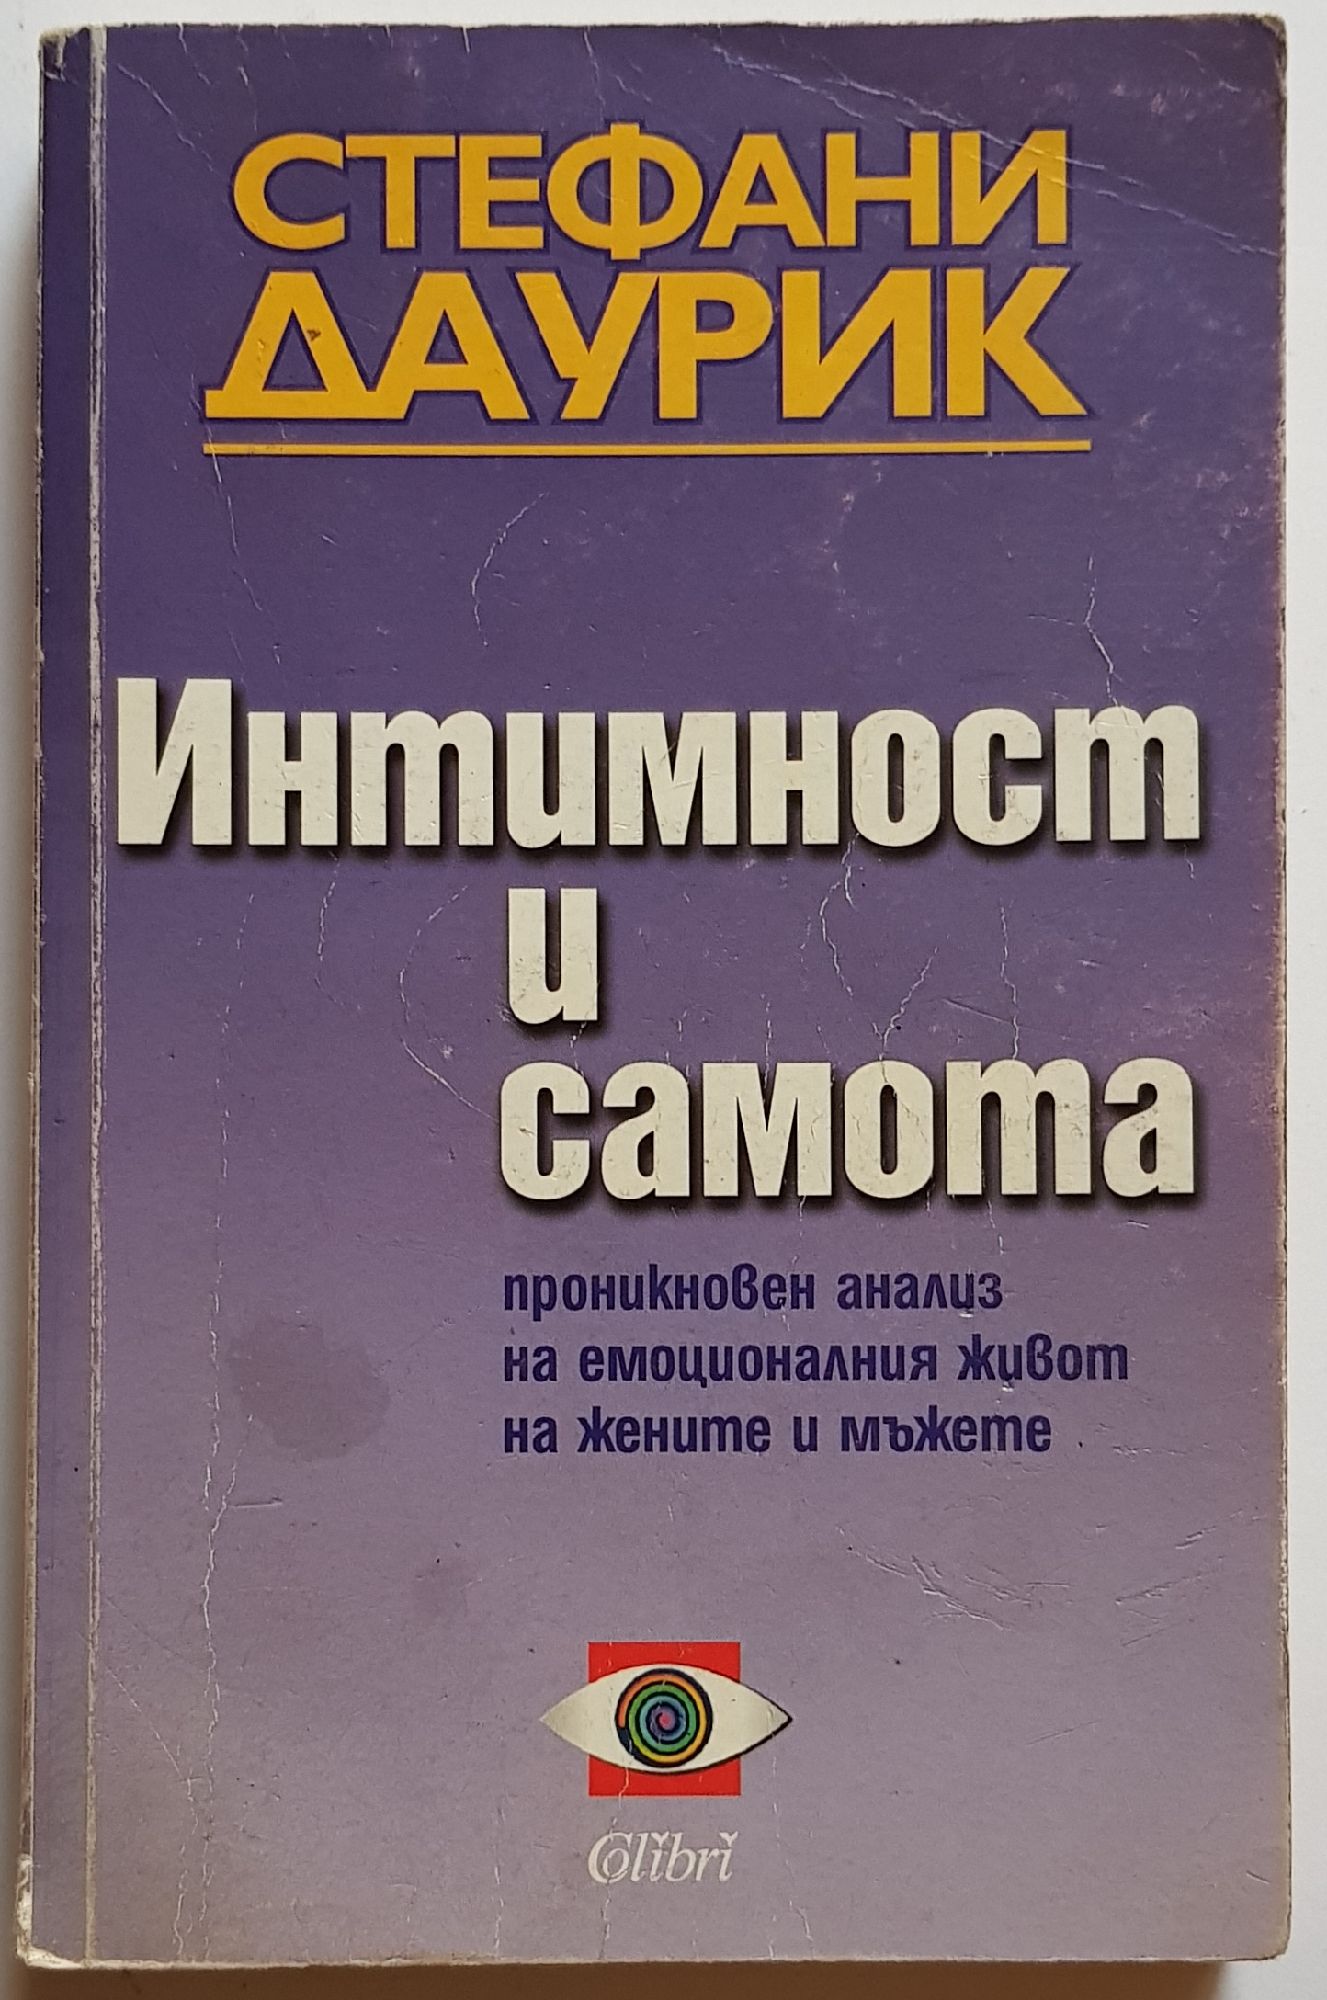 СТЕФАНИ
ДАУРИК
Интимност
и
самота
проникновен анализ
на емоционалния живот
на жените и мъжете
Colibri